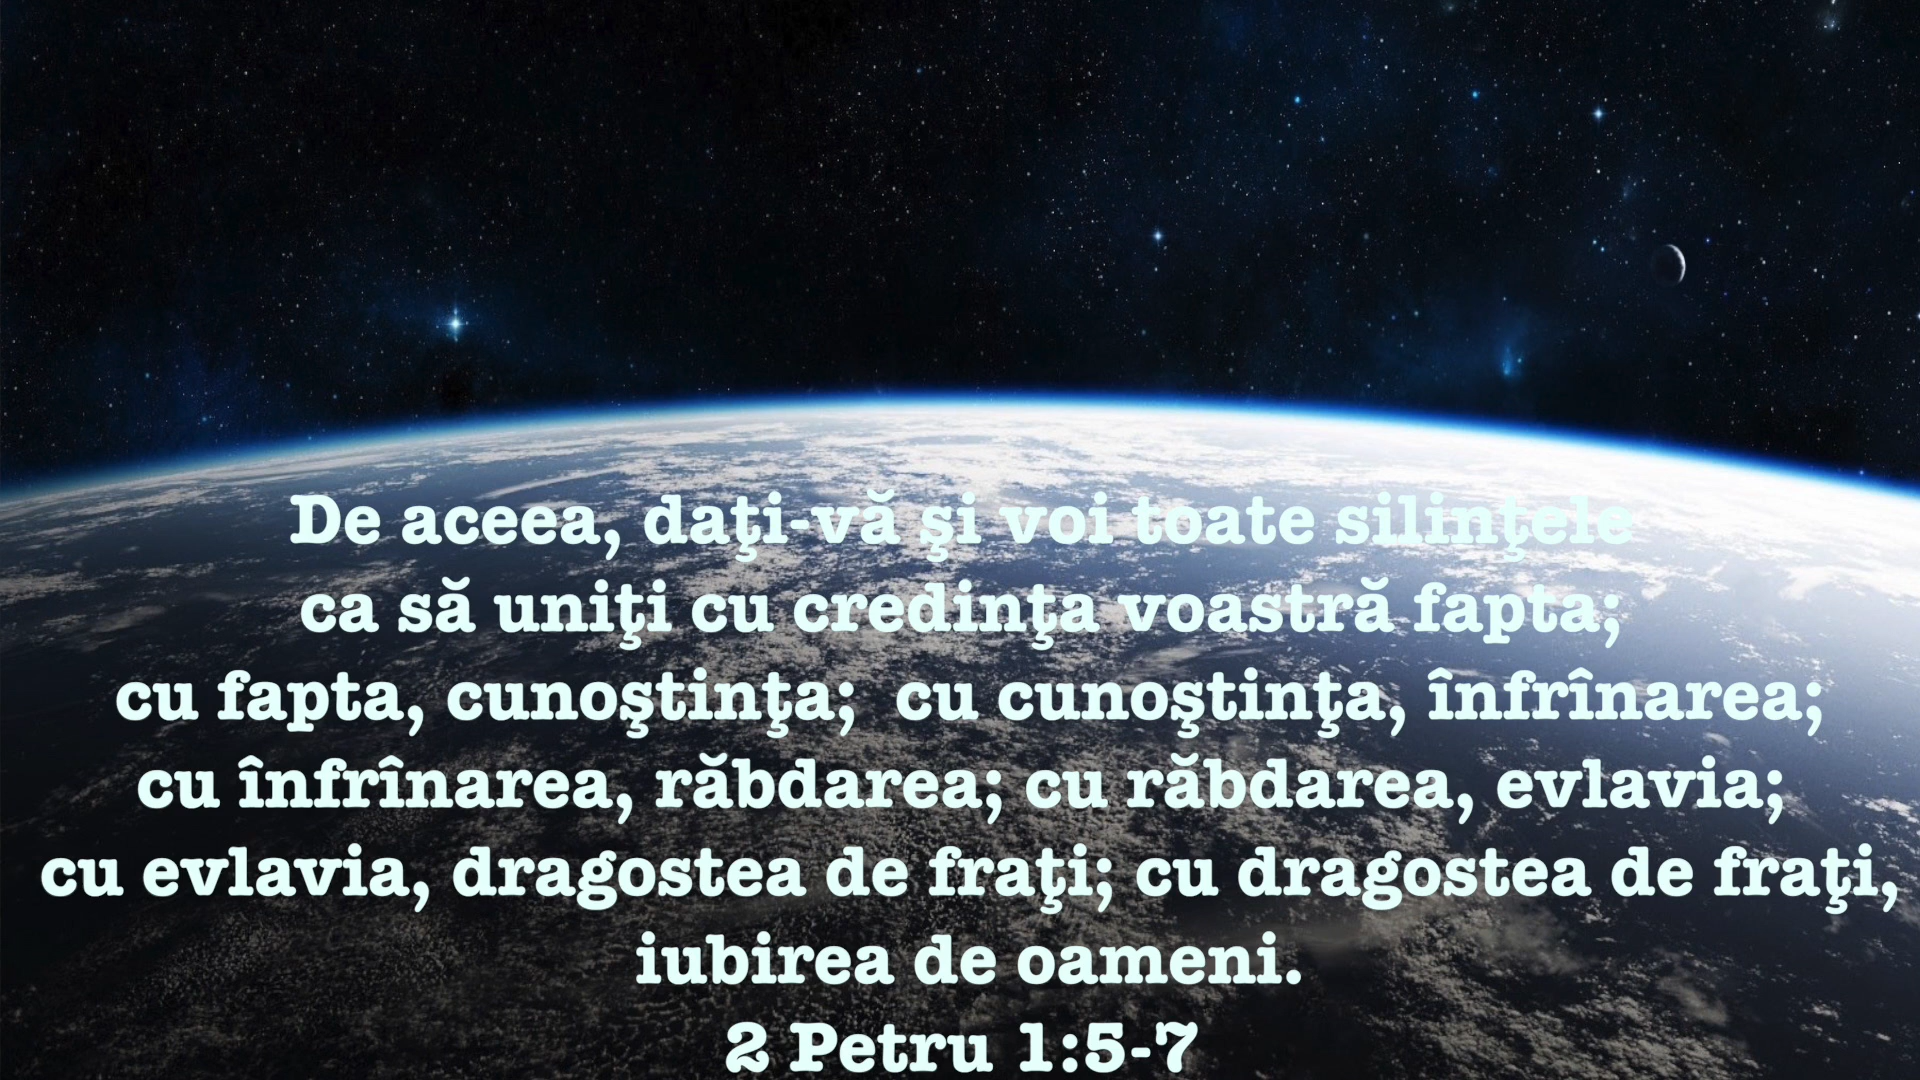 De aceea, daţi-vă şi voi toate silinţele
ca să uniţi cu credinţa voastră fapta;
cu fapta, cunoştinţa;  cu cunoştinţa, înfrînarea;
cu înfrînarea, răbdarea; cu răbdarea, evlavia;
cu evlavia, dragostea de fraţi; cu dragostea de fraţi,
iubirea de oameni.
2 Petru 1:5-7